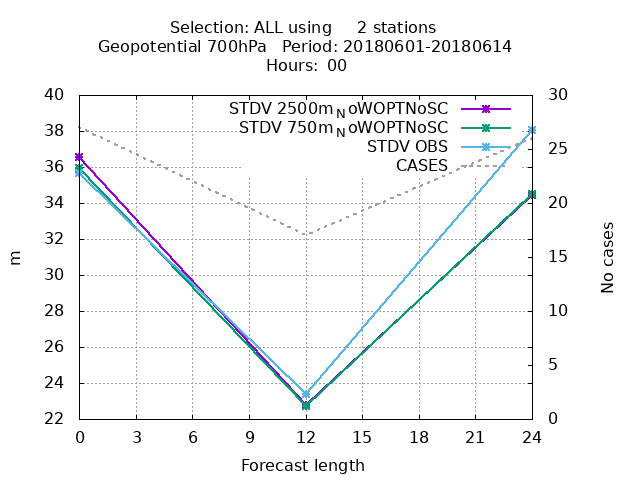 Selection: ALL using     2 stations
Geopotential 700hPa   Period: 20180601-20180614
Hours:  00
STDV 2500m_NoWOPTNoSC
STDV 750m_NoWOPTNoSC
STDV OBS
CASES
40
38
36
34
32
30
28
26
24
22
m
30
25
20
15
10
5
0
No cases
0 3 6 9 12 15 18 21 24
Forecast length